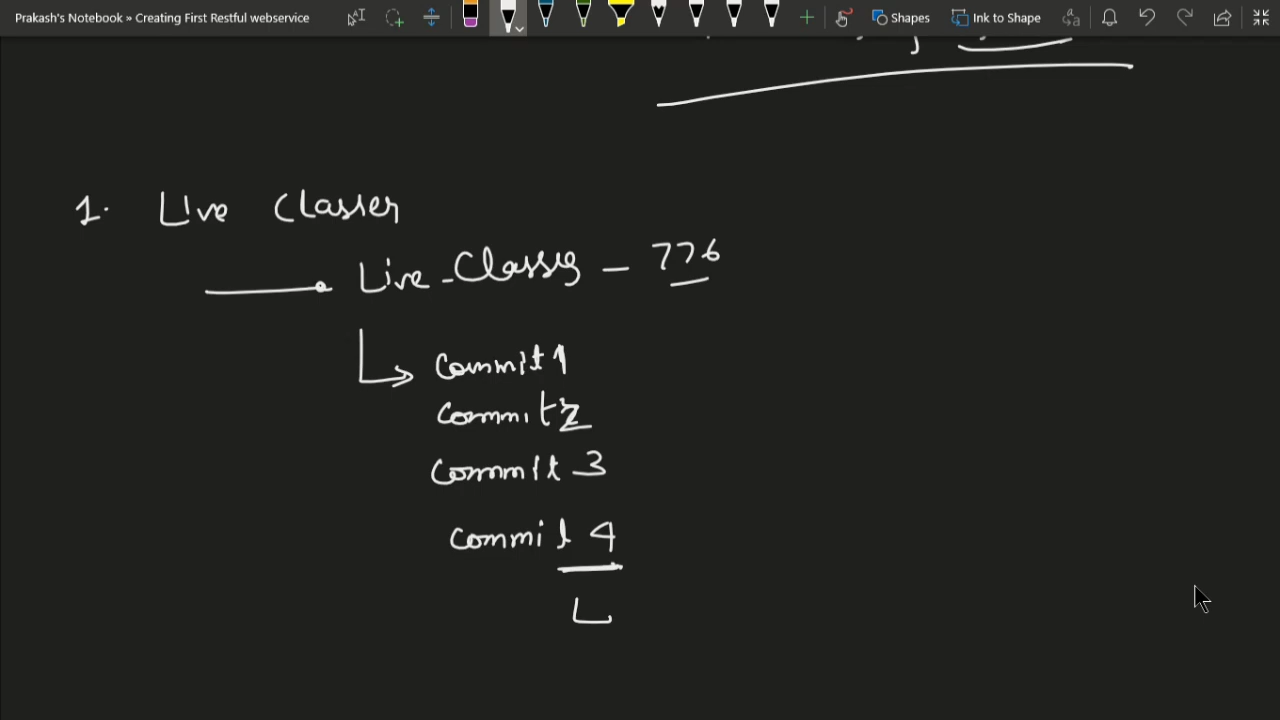 Prakash's Notebook » Creating First Restful webservice
Shapes
Ink to Shape
1. Live Classes
Live-Classes - 776
Commit 1
Commit 2
Commit 3
Commit 4